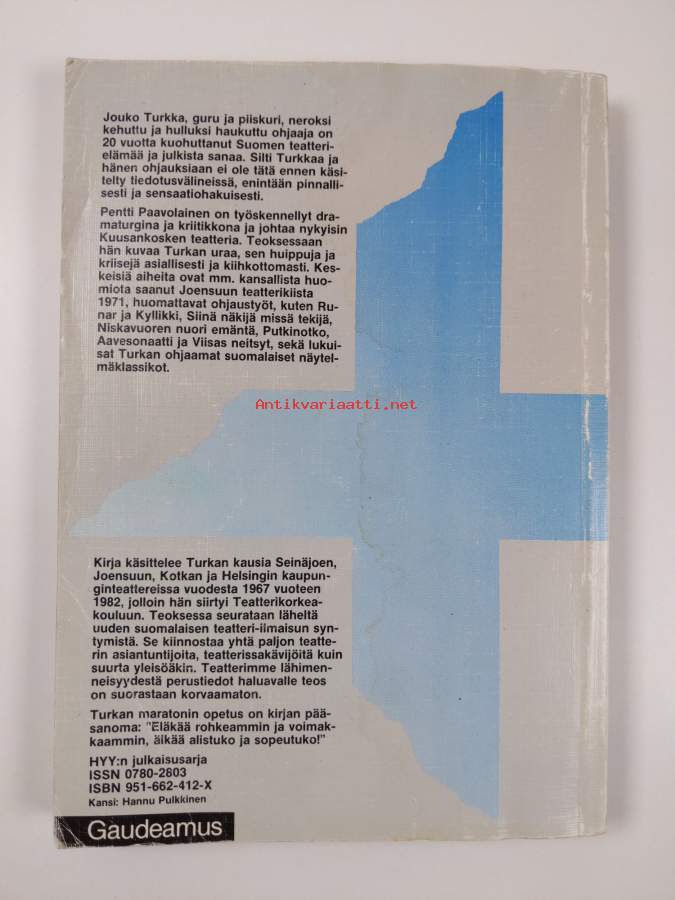 Jouko Turkka, guru ja piiskuri, neroksi
kehuttu ja hulluksi haukuttu ohjaaja on
20 vuotta kuohuttanut Suomen teatteri-
elämää ja julkista sanaa. Silti Turkkaa ja
hänen ohjauksiaan ei ole tätä ennen käsi-
telty tiedotusvälineissä, enintään pinnalli-
sesti ja sensaatiohakuisesti.
Pentti Paavolainen on työskennellyt dra-
maturgina ja kriitikkona ja johtaa nykyisin
Kuusankosken teatteria. Teoksessaan
hän kuvaa Turkan uraa, sen huippuja ja
kriisejä asiallisesti ja kiihkottomasti. Kes-
keisiä aiheita ovat mm. kansallista huo-
miota saanut Joensuun teatterikiista
1971, huomattavat ohjaustyöt, kuten Ru-
nar ja Kyllikki, Siinä näkijä missä tekijä,
Niskavuoren nuori emäntä, Putkinotko,
Aavesonaatti ja Viisas neitsyt, sekä lukui-
sat Turkan ohjaamat suomalaiset näytel-
mäklassikot.
Antikvariaatti.net
Kirja käsittelee Turkan kausia Seinäjoen,
Joensuun, Kotkan ja Helsingin kaupun-
ginteattereissa vuodesta 1967 vuoteen
1982, jolloin hän siirtyi Teatterikorkea-
kouluun. Teoksessa seurataan läheltä
uuden suomalaisen teatteri-ilmaisun syn-
tymistä. Se kiinnostaa yhtä paljon teatte-
rin asiantuntijoita, teatterissakävijöitä kuin
suurta yleisöäkin. Teatterimme lähimen-
neisyydestä perustiedot haluavalle teos
on suorastaan korvaamaton.
Turkan maratonin opetus on kirjan pää-
sanoma: "Eläkää rohkeammin ja voimak-
kaammin, älkää alistuko ja sopeutuko!"
HYY:n julkaisusarja
ISSN 0780-2803
ISBN 951-662-412-X
Kansi: Hannu Pulkkinen
Gaudeamus